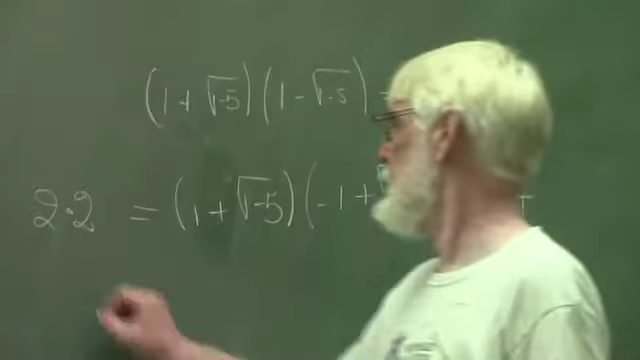 (1+√-5)(1-√-5)
2·2 = (1+√-5)(-1+